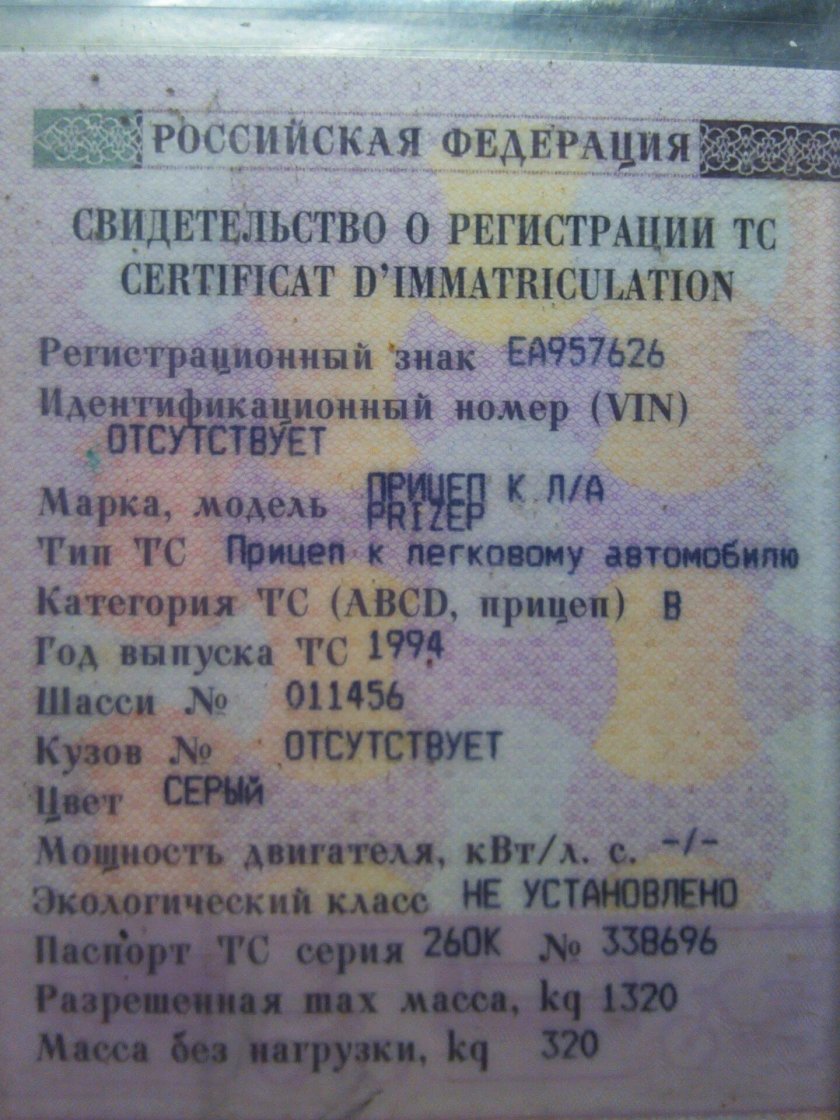 РОССИЙСКАЯ ФЕДЕРАЦИЯ
СВИДЕТЕЛЬСТВО О РЕГИСТРАЦИИ ТС
CERTIFICAT D'IMMATRICULATION
Регистрационный знак ЕА957626
Идентификационный номер (VIN)
ОТСУТСТВУЕТ
Марка, модель ПРИЦЕП К Л/А
PRIZEP
Тип ТС Прицеп к легковому автомобилю
Категория ТС (ABCD, прицеп) B
Год выпуска ТС 1994
Шасси № 011456
Кузов № ОТСУТСТВУЕТ
Цвет СЕРЫЙ
Мощность двигателя, кВт/л. с. -/-
Экологический класс НЕ УСТАНОВЛЕНО
Паспорт ТС серия 26ОК № 338696
Разрешенная max масса, kq 1320
Масса без нагрузки, kq 320